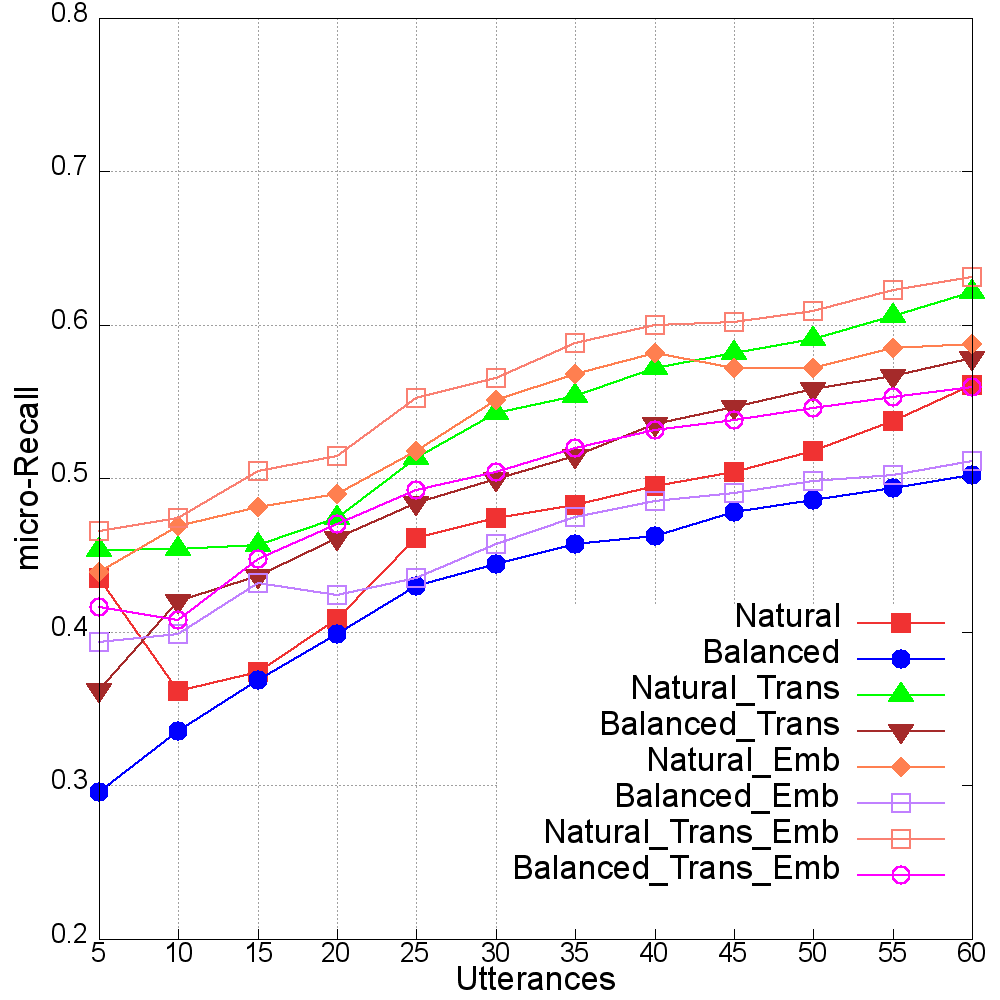 0.8
0.7
0.6
0.5
0.4
0.3
0.2
micro-Recall
Natural
Balanced
Natural_Trans
Balanced_Trans
Natural_Emb
Balanced_Emb
Natural_Trans_Emb
Balanced_Trans_Emb
5 10 15 20 25 30 35 40 45 50 55 60
Utterances